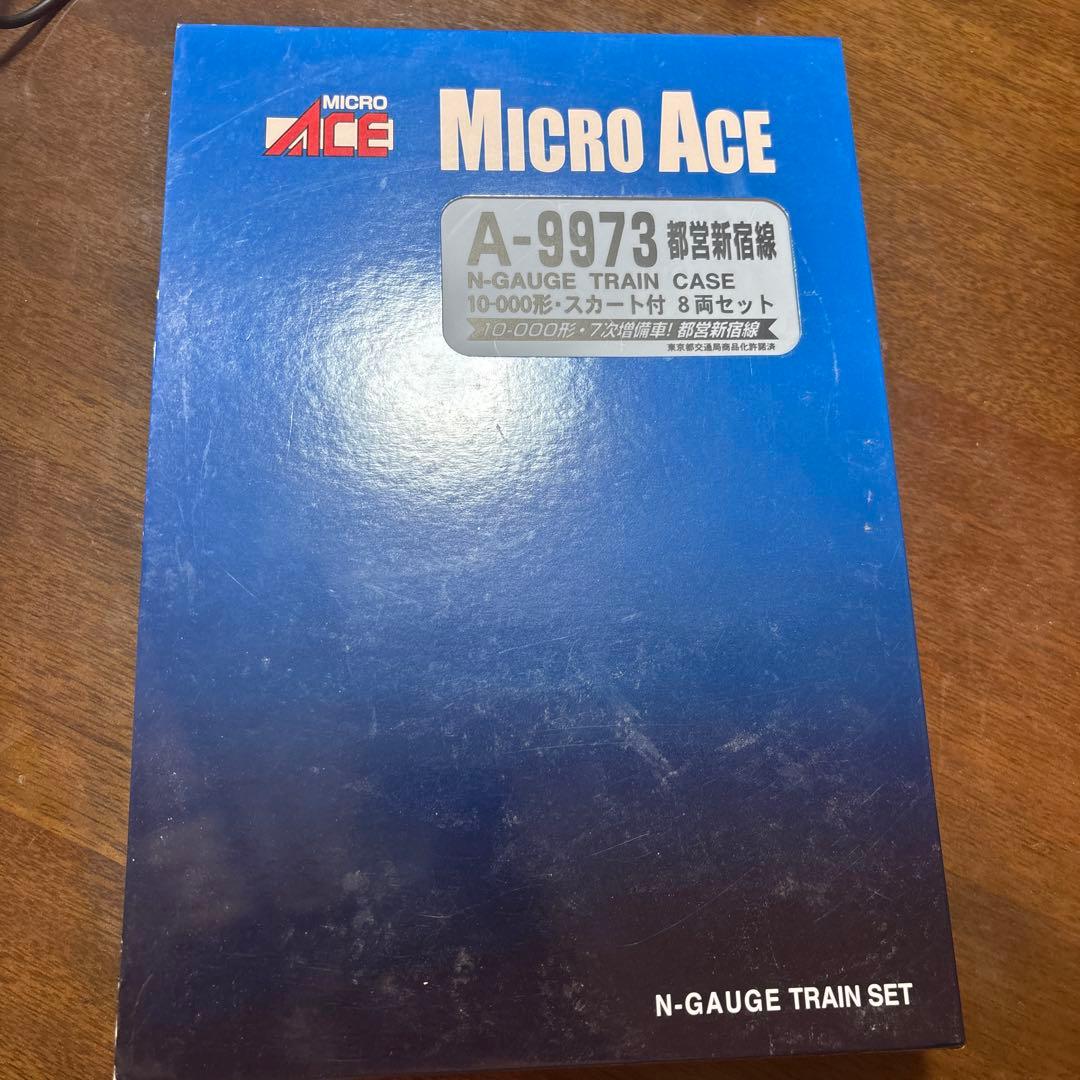 MICRO
ACE
MICRO ACE
A-9973 都営新宿線
N-GAUGE TRAIN CASE
10-000形・スカート付 8両セット
10-000形・7次増備車! 都営新宿線
東京都交通局商品化許諾済
N-GAUGE TRAIN SET